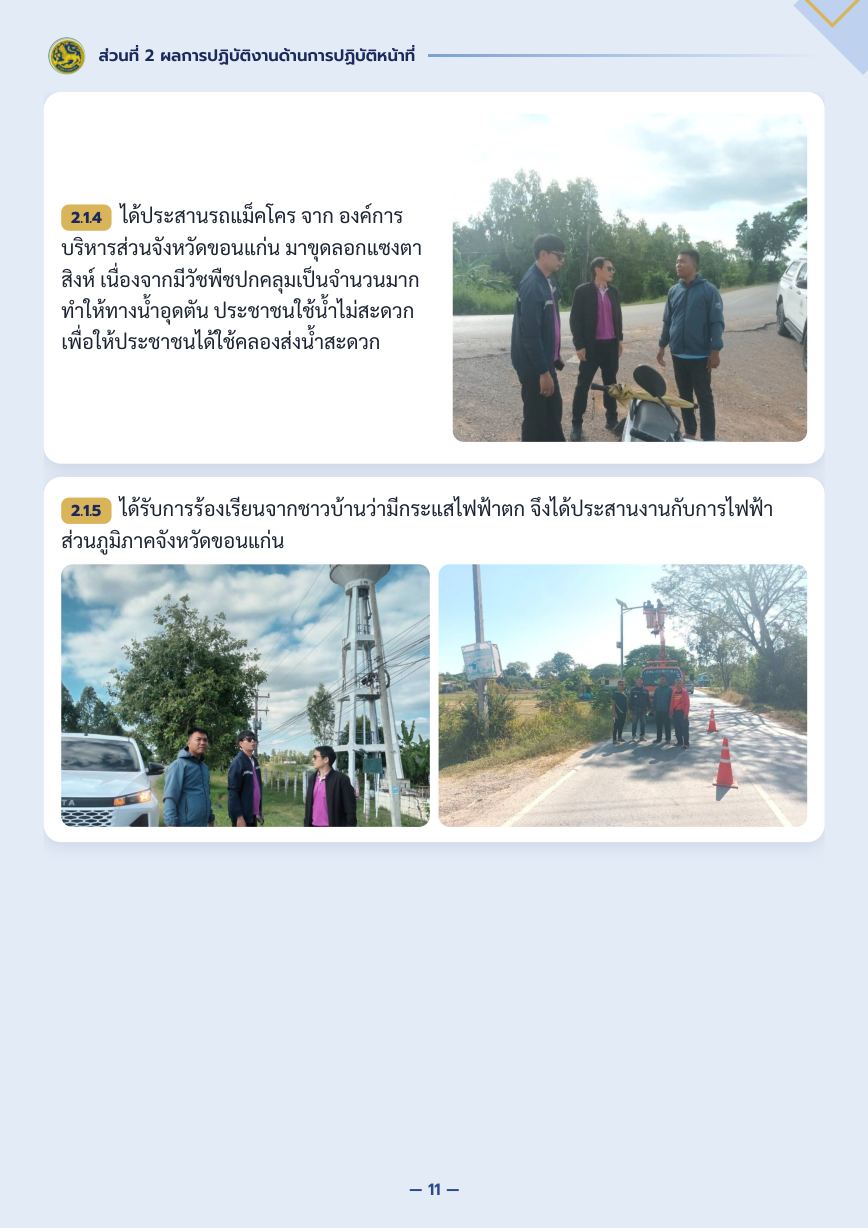 ส่วนที่ 2 ผลการปฏิบัติงานด้านการปฏิบัติหน้าที่
2.1.4 ได้ประสานรถแม็คโคร จาก องค์การ
บริหารส่วนจังหวัดขอนแก่น มาขุดลอกแซงตา
สิงห์ เนื่องจากมีวัชพืชปกคลุมเป็นจำนวนมาก
ทำให้ทางน้ำอุดตัน ประชาชนใช้น้ำไม่สะดวก
เพื่อให้ประชาชนได้ใช้คลองส่งน้ำสะดวก
2.1.5 ได้รับการร้องเรียนจากชาวบ้านว่ามีกระแสไฟฟ้าตก จึงได้ประสานงานกับการไฟฟ้า
ส่วนภูมิภาคจังหวัดขอนแก่น
— 11 —